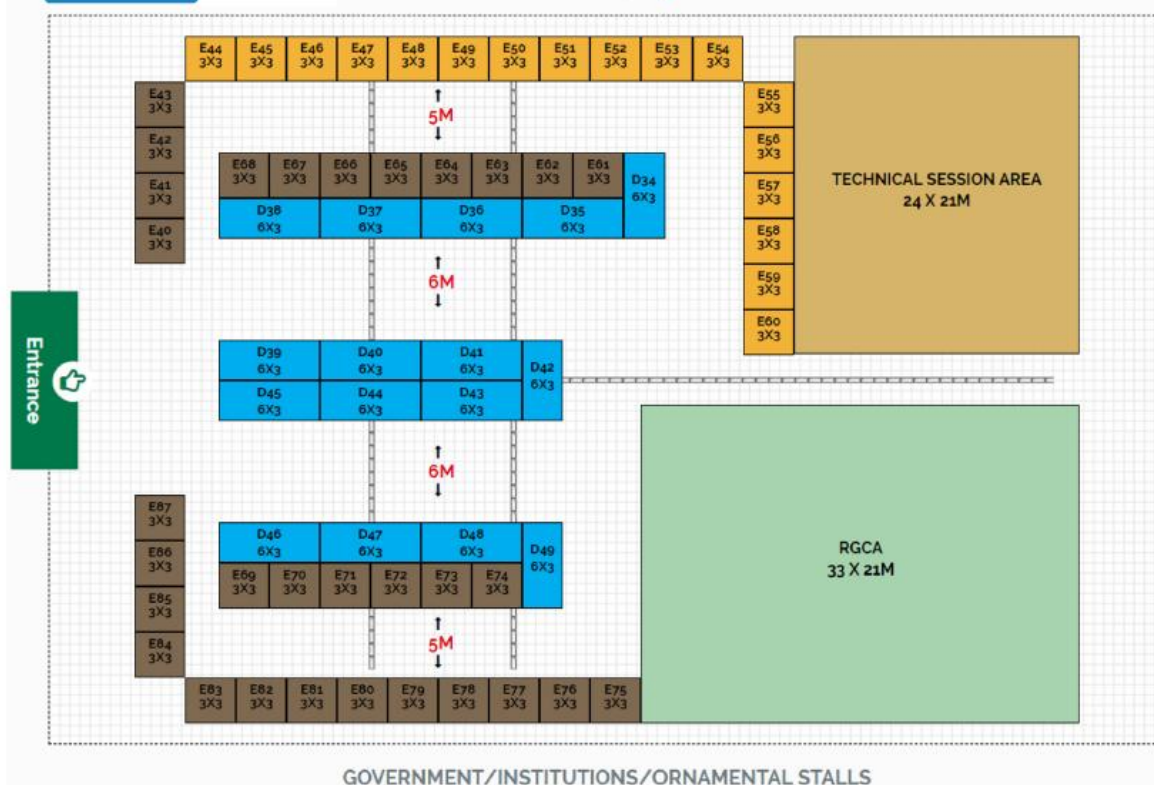 E44 E45 E46 E47 E48 E49 E50 E51 E52 E53 E54
3X3 3X3 3X3 3X3 3X3 3X3 3X3 3X3 3X3 3X3 3X3
E43
3X3
E42
3X3
E41
3X3
E40
3X3
5M
E68 E67 E66 E65 E64 E63 E62 E61
3X3 3X3 3X3 3X3 3X3 3X3 3X3 3X3
D34
6X3
D38 D37 D36 D35
6X3 6X3 6X3 6X3
E55
3X3
E56
3X3
E57
3X3
E58
3X3
E59
3X3
E60
3X3
TECHNICAL SESSION AREA
24 X 21M
6M
Entrance
D39 D40 D41
6X3 6X3 6X3
D42
6X3
D45 D44 D43
6X3 6X3 6X3
6M
E87
3X3
E86
3X3
E85
3X3
E84
3X3
D46 D47 D48
6X3 6X3 6X3
D49
6X3
E69 E70 E71 E72 E73 E74
3X3 3X3 3X3 3X3 3X3 3X3
RGCA
33 X 21M
5M
E83 E82 E81 E80 E79 E78 E77 E76 E75
3X3 3X3 3X3 3X3 3X3 3X3 3X3 3X3 3X3
GOVERNMENT/INSTITUTIONS/ORNAMENTAL STALLS